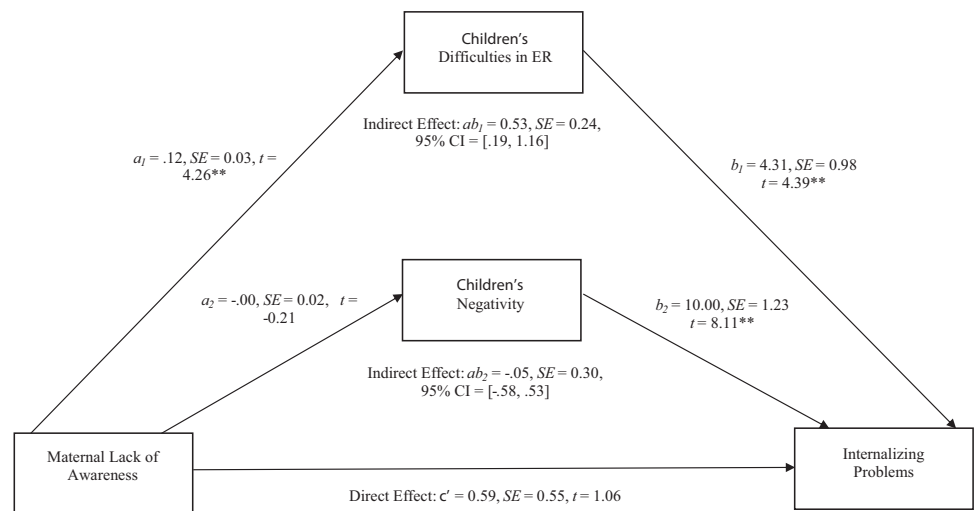 Children's
Difficulties in ER
Indirect Effect: ab₁ = 0.53, SE = 0.24,
95% CI = [.19, 1.16]
a₁ = .12, SE = 0.03, t =
4.26**
b₁ = 4.31, SE = 0.98
t = 4.39**
Children's
Negativity
a₂ = -.00, SE = 0.02, t =
-0.21
b₂ = 10.00, SE = 1.23
t = 8.11**
Indirect Effect: ab₂ = -.05, SE = 0.30,
95% CI = [-.58, .53]
Maternal Lack of
Awareness
Internalizing
Problems
Direct Effect: c′ = 0.59, SE = 0.55, t = 1.06